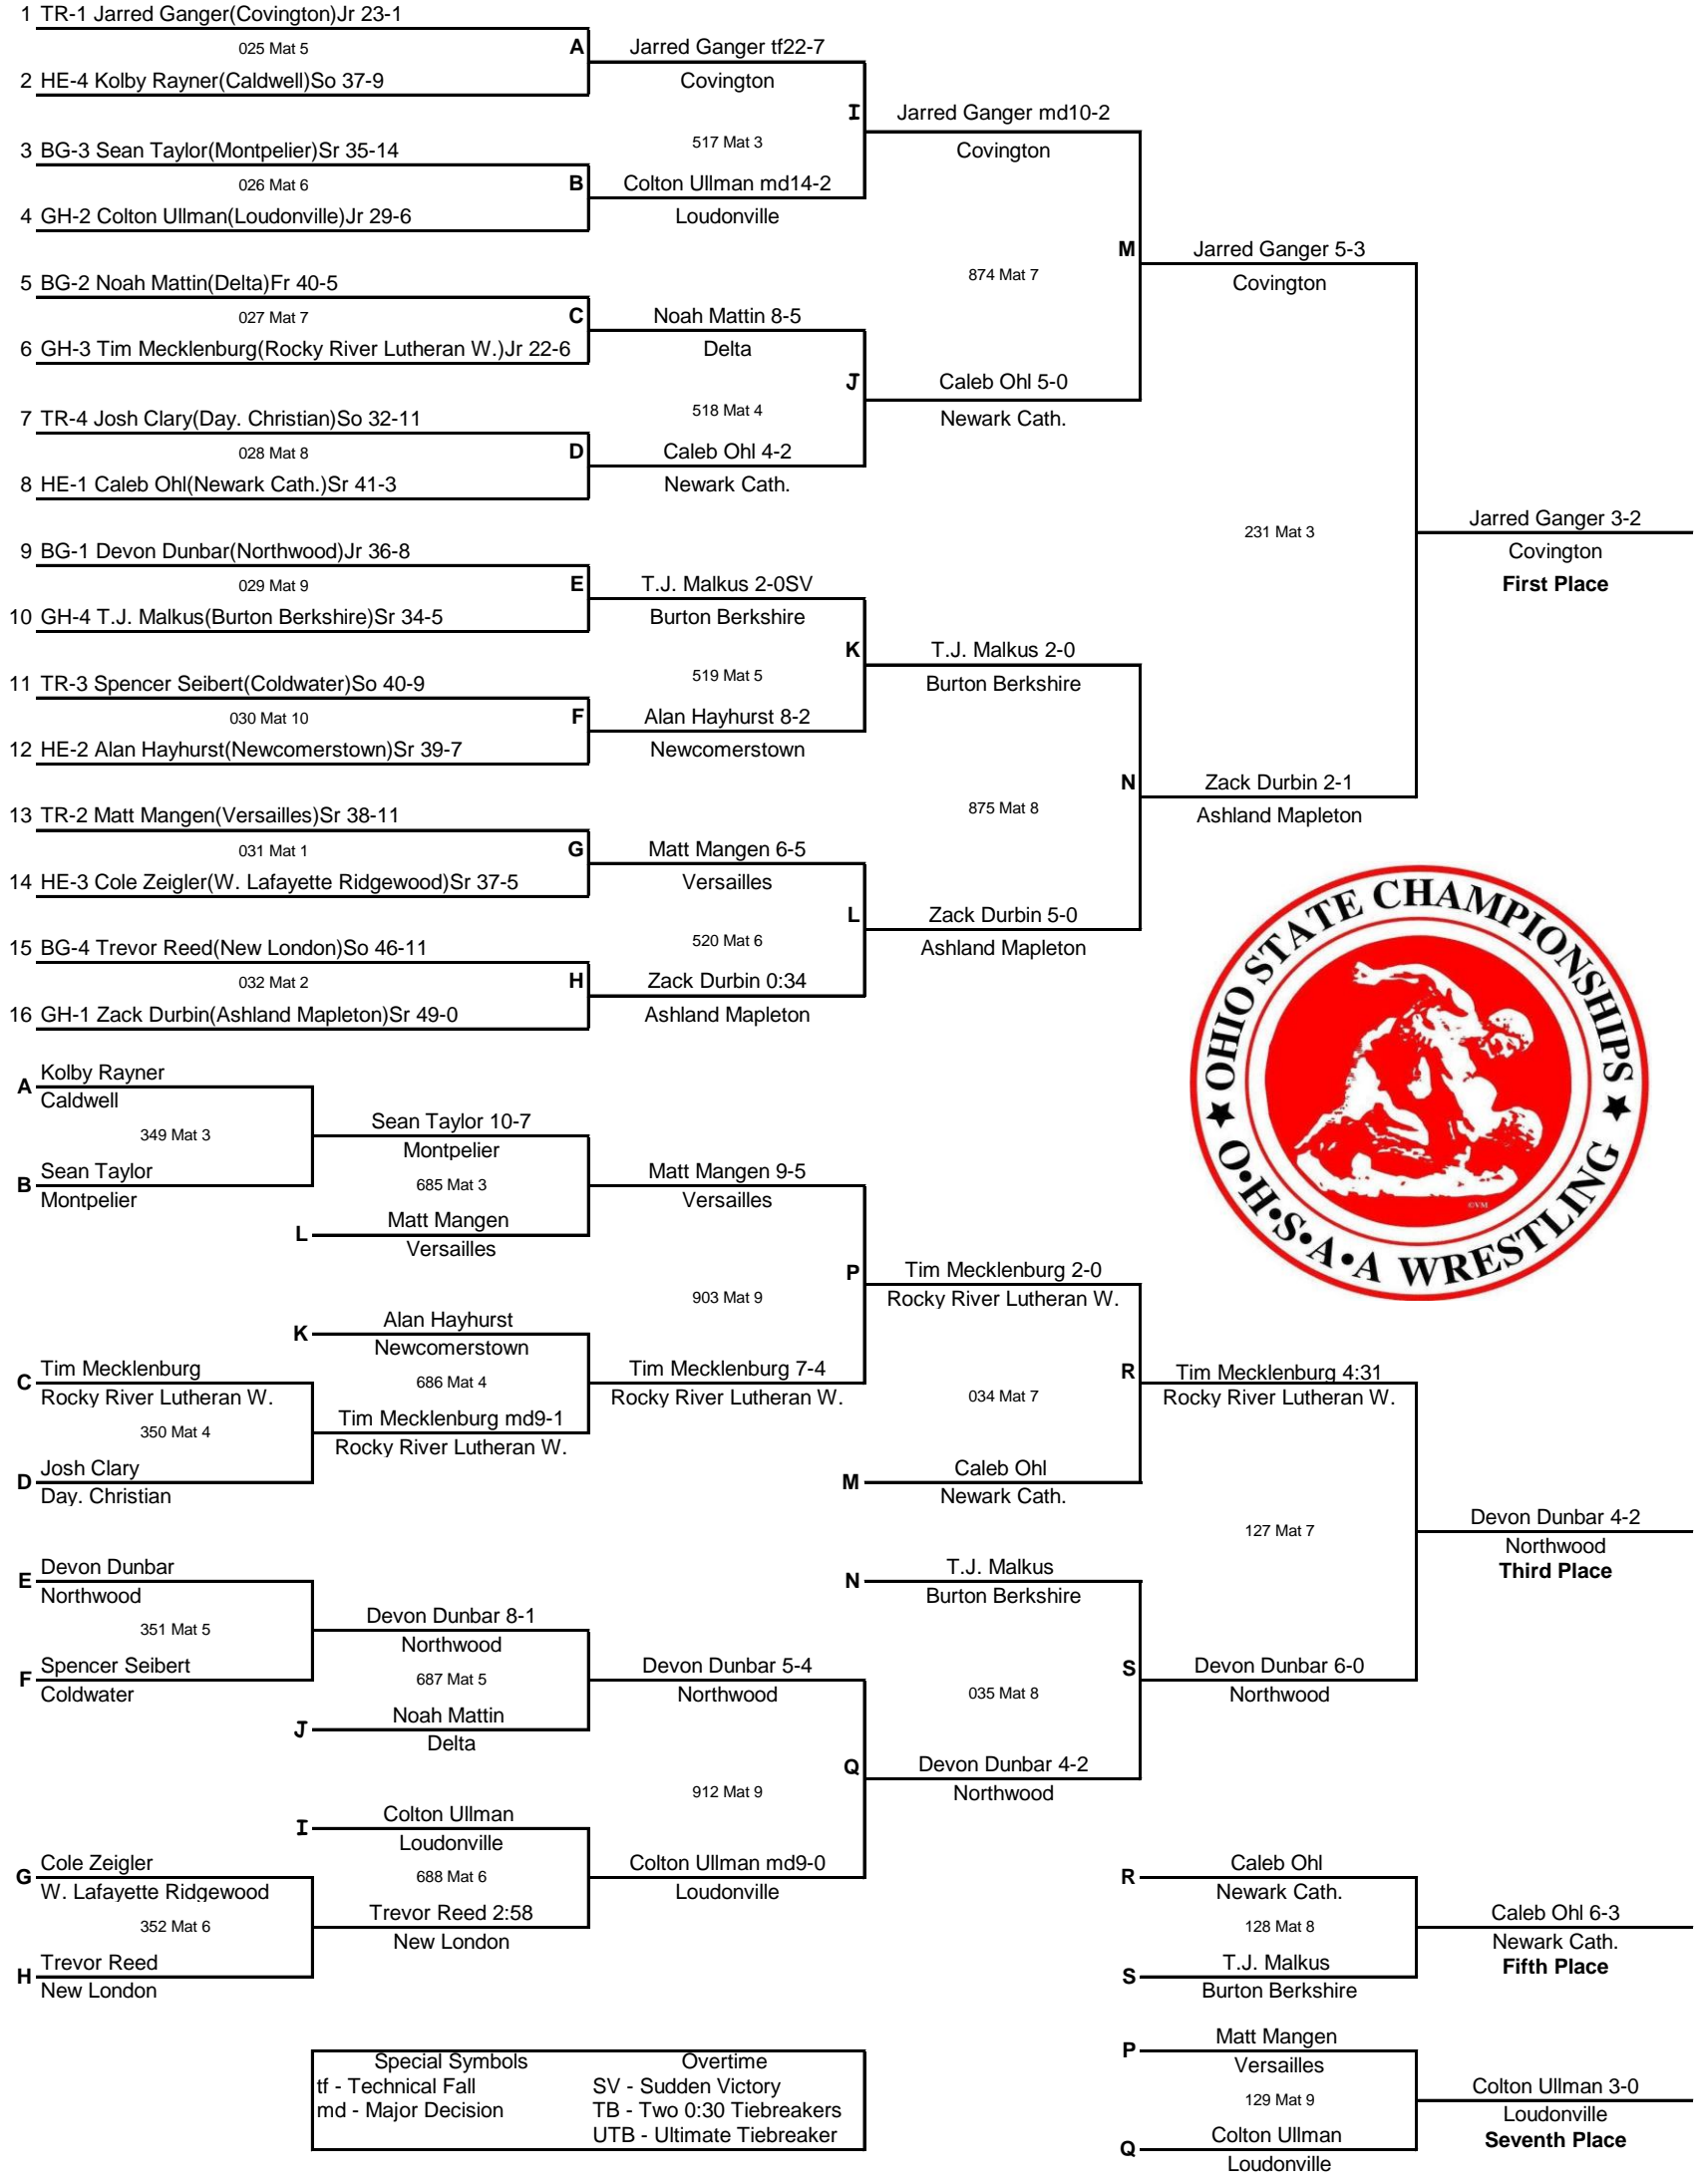 1 TR-1 Jarred Ganger(Covington)Jr 23-1
025 Mat 5
A
2 HE-4 Kolby Rayner(Caldwell)So 37-9
Jarred Ganger tf22-7
Covington
I
517 Mat 3
Jarred Ganger md10-2
Covington
3 BG-3 Sean Taylor(Montpelier)Sr 35-14
026 Mat 6
B
4 GH-2 Colton Ullman(Loudonville)Jr 29-6
Colton Ullman md14-2
Loudonville
M
874 Mat 7
Jarred Ganger 5-3
Covington
5 BG-2 Noah Mattin(Delta)Fr 40-5
027 Mat 7
C
6 GH-3 Tim Mecklenburg(Rocky River Lutheran W.)Jr 22-6
Noah Mattin 8-5
Delta
J
518 Mat 4
Caleb Ohl 5-0
Newark Cath.
7 TR-4 Josh Clary(Day. Christian)So 32-11
028 Mat 8
D
8 HE-1 Caleb Ohl(Newark Cath.)Sr 41-3
Caleb Ohl 4-2
Newark Cath.
231 Mat 3
Jarred Ganger 3-2
Covington
First Place
9 BG-1 Devon Dunbar(Northwood)Jr 36-8
029 Mat 9
E
10 GH-4 T.J. Malkus(Burton Berkshire)Sr 34-5
T.J. Malkus 2-0SV
Burton Berkshire
K
519 Mat 5
T.J. Malkus 2-0
Burton Berkshire
11 TR-3 Spencer Seibert(Coldwater)So 40-9
030 Mat 10
F
12 HE-2 Alan Hayhurst(Newcomerstown)Sr 39-7
Alan Hayhurst 8-2
Newcomerstown
N
875 Mat 8
Zack Durbin 2-1
Ashland Mapleton
13 TR-2 Matt Mangen(Versailles)Sr 38-11
031 Mat 1
G
14 HE-3 Cole Zeigler(W. Lafayette Ridgewood)Sr 37-5
Matt Mangen 6-5
Versailles
L
520 Mat 6
Zack Durbin 5-0
Ashland Mapleton
15 BG-4 Trevor Reed(New London)So 46-11
032 Mat 2
H
16 GH-1 Zack Durbin(Ashland Mapleton)Sr 49-0
Zack Durbin 0:34
Ashland Mapleton
★ OHIO STATE CHAMPIONSHIPS ★
O•H•S•A•A WRESTLING
©VM
A Kolby Rayner
Caldwell
349 Mat 3
B Sean Taylor
Montpelier
Sean Taylor 10-7
Montpelier
685 Mat 3
L Matt Mangen
Versailles
Matt Mangen 9-5
Versailles
P
903 Mat 9
Tim Mecklenburg 2-0
Rocky River Lutheran W.
K Alan Hayhurst
Newcomerstown
686 Mat 4
C Tim Mecklenburg
Rocky River Lutheran W.
350 Mat 4
D Josh Clary
Day. Christian
Tim Mecklenburg md9-1
Rocky River Lutheran W.
Tim Mecklenburg 7-4
Rocky River Lutheran W.
R
034 Mat 7
M Caleb Ohl
Newark Cath.
Tim Mecklenburg 4:31
Rocky River Lutheran W.
127 Mat 7
Devon Dunbar 4-2
Northwood
Third Place
E Devon Dunbar
Northwood
351 Mat 5
F Spencer Seibert
Coldwater
Devon Dunbar 8-1
Northwood
687 Mat 5
J Noah Mattin
Delta
Devon Dunbar 5-4
Northwood
N T.J. Malkus
Burton Berkshire
S
035 Mat 8
Devon Dunbar 6-0
Northwood
Q
912 Mat 9
Devon Dunbar 4-2
Northwood
I Colton Ullman
Loudonville
688 Mat 6
G Cole Zeigler
W. Lafayette Ridgewood
352 Mat 6
H Trevor Reed
New London
Trevor Reed 2:58
New London
Colton Ullman md9-0
Loudonville
R Caleb Ohl
Newark Cath.
128 Mat 8
S T.J. Malkus
Burton Berkshire
Caleb Ohl 6-3
Newark Cath.
Fifth Place
P Matt Mangen
Versailles
129 Mat 9
Q Colton Ullman
Loudonville
Colton Ullman 3-0
Loudonville
Seventh Place
Special Symbols
tf - Technical Fall
md - Major Decision
Overtime
SV - Sudden Victory
TB - Two 0:30 Tiebreakers
UTB - Ultimate Tiebreaker